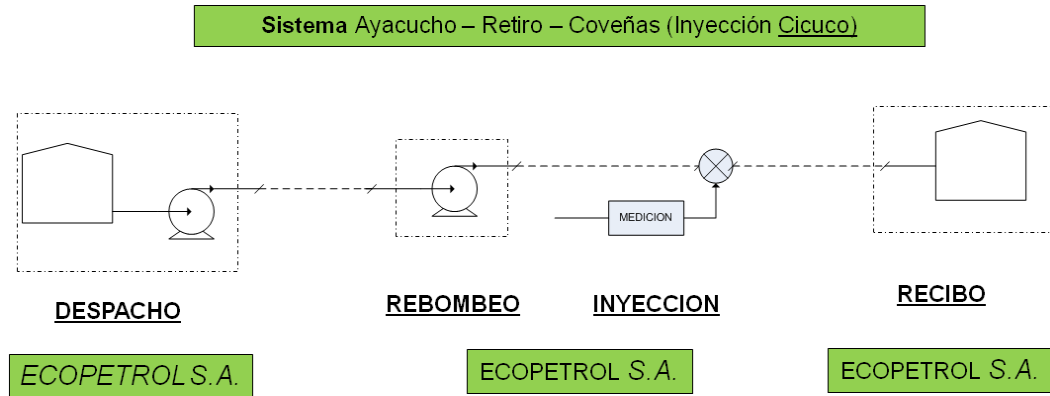 Sistema Ayacucho – Retiro – Coveñas (Inyección Cicuco)
MEDICION
DESPACHO
REBOMBEO
INYECCION
RECIBO
ECOPETROL S.A.
ECOPETROL S.A.
ECOPETROL S.A.